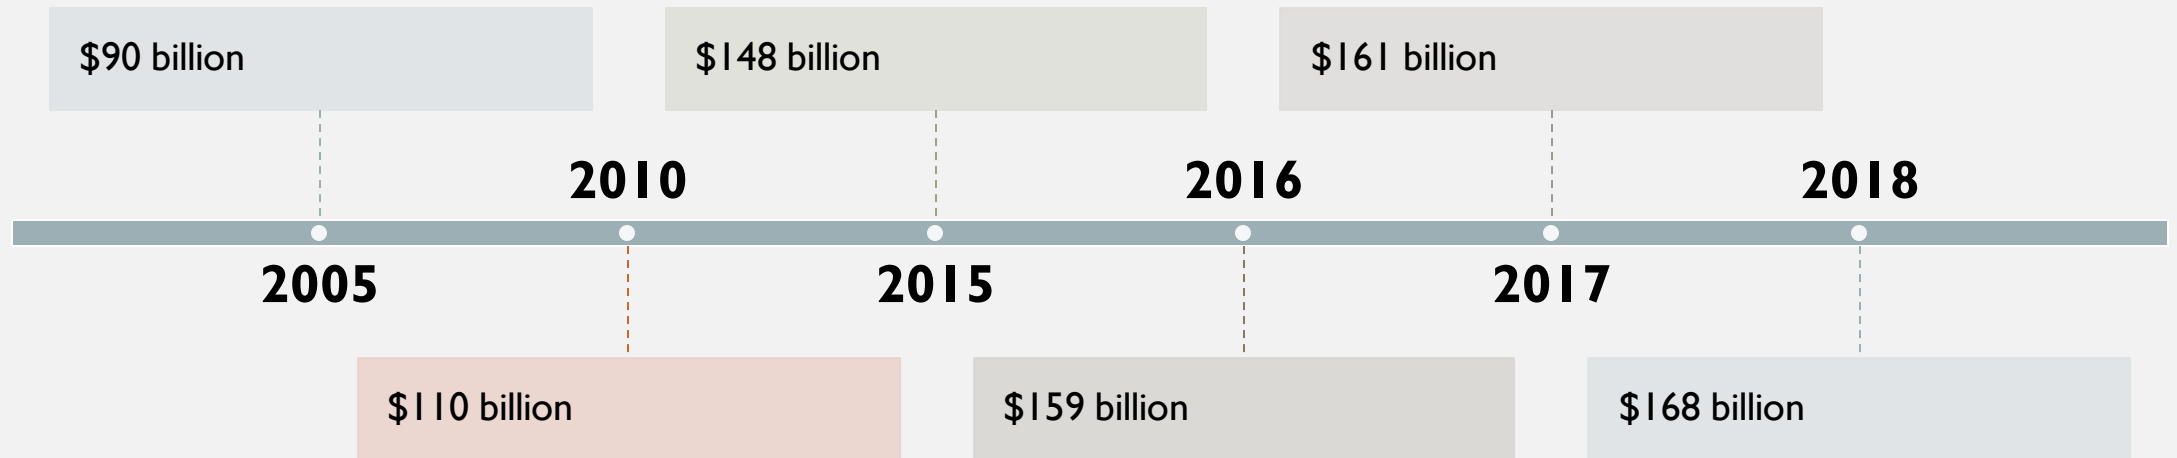 $90 billion
$148 billion
$161 billion
2010
2016
2018
2005
2015
2017
$110 billion
$159 billion
$168 billion